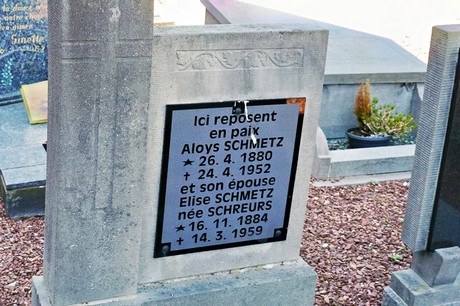 Ici reposent
en paix
Aloys SCHMETZ
★ 26. 4. 1880
✝ 24. 4. 1952
et son épouse
Elise SCHMETZ
née SCHREURS
★ 16. 11. 1884
✝ 14. 3. 1959